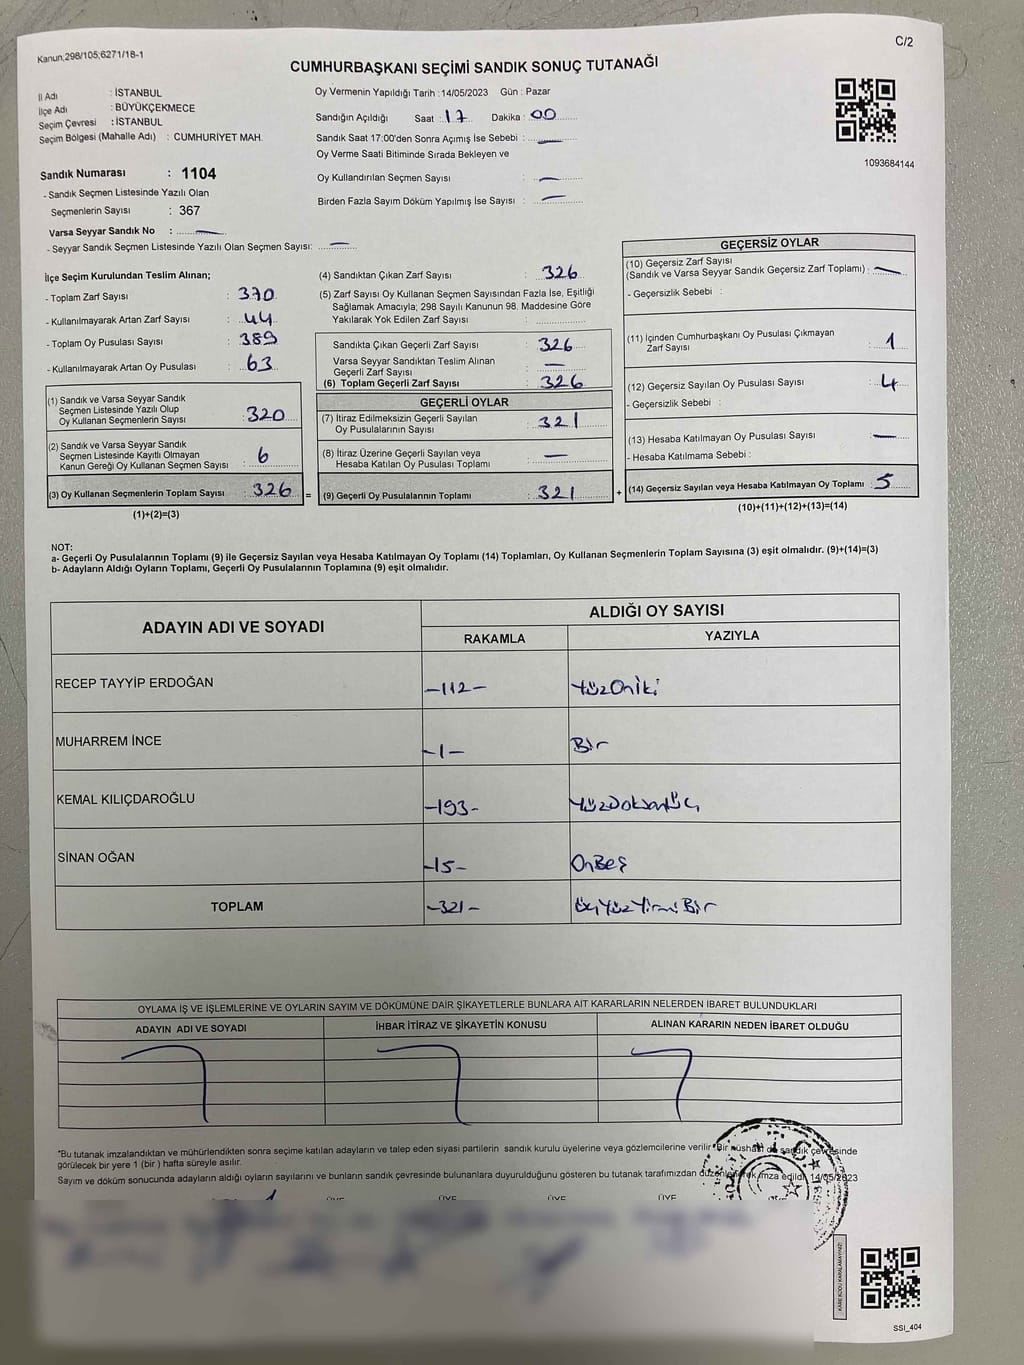 Kanun,298/105;6271/18-1
C/2
CUMHURBAŞKANI SEÇİMİ SANDIK SONUÇ TUTANAĞI
İl Adı : İSTANBUL
İlçe Adı : BÜYÜKÇEKMECE
Seçim Çevresi : İSTANBUL
Seçim Bölgesi (Mahalle Adı) : CUMHURİYET MAH.
Sandık Numarası : 1104
- Sandık Seçmen Listesinde Yazılı Olan
Seçmenlerin Sayısı : 367
Varsa Seyyar Sandık No : —
- Seyyar Sandık Seçmen Listesinde Yazılı Olan Seçmen Sayısı: —
Oy Vermenin Yapıldığı Tarih :14/05/2023 Gün : Pazar
Sandığın Açıldığı Saat : 17 Dakika : 00
Sandık Saat 17:00'den Sonra Açımış İse Sebebi : —
Oy Verme Saati Bitiminde Sırada Bekleyen ve
Oy Kullandırılan Seçmen Sayısı : —
Birden Fazla Sayım Döküm Yapılmış İse Sayısı : —
1093684144
İlçe Seçim Kurulundan Teslim Alınan;
- Toplam Zarf Sayısı : 370
- Kullanılmayarak Artan Zarf Sayısı : 44
- Toplam Oy Pusulası Sayısı : 389
- Kullanılmayarak Artan Oy Pusulası : 63
(1) Sandık ve Varsa Seyyar Sandık
Seçmen Listesinde Yazılı Olup
Oy Kullanan Seçmenlerin Sayısı : 320
(2) Sandık ve Varsa Seyyar Sandık
Seçmen Listesinde Kayıtlı Olmayan
Kanun Gereği Oy Kullanan Seçmen Sayısı : 6
(3) Oy Kullanan Seçmenlerin Toplam Sayısı : 326 =
(1)+(2)=(3)
(4) Sandıktan Çıkan Zarf Sayısı : 326
(5) Zarf Sayısı Oy Kullanan Seçmen Sayısından Fazla İse, Eşitliği
Sağlamak Amacıyla; 298 Sayılı Kanunun 98. Maddesine Göre
Yakılarak Yok Edilen Zarf Sayısı :
Sandıkta Çıkan Geçerli Zarf Sayısı : 326
Varsa Seyyar Sandıktan Teslim Alınan
Geçerli Zarf Sayısı : —
(6) Toplam Geçerli Zarf Sayısı : 326
GEÇERLİ OYLAR
(7) İtiraz Edilmeksizin Geçerli Sayılan
Oy Pusulalarının Sayısı : 321
(8) İtiraz Üzerine Geçerli Sayılan veya
Hesaba Katılan Oy Pusulası Toplamı : —
(9) Geçerli Oy Pusulalarının Toplamı : 321 +
GEÇERSİZ OYLAR
(10) Geçersiz Zarf Sayısı
(Sandık ve Varsa Seyyar Sandık Geçersiz Zarf Toplamı) : —
- Geçersizlik Sebebi :
(11) İçinden Cumhurbaşkanı Oy Pusulası Çıkmayan
Zarf Sayısı : 1
(12) Geçersiz Sayılan Oy Pusulası Sayısı : 4
- Geçersizlik Sebebi :
(13) Hesaba Katılmayan Oy Pusulası Sayısı : —
- Hesaba Katılmama Sebebi :
(14) Geçersiz Sayılan veya Hesaba Katılmayan Oy Toplamı : 5
(10)+(11)+(12)+(13)=(14)
NOT:
a- Geçerli Oy Pusulalarının Toplamı (9) ile Geçersiz Sayılan veya Hesaba Katılmayan Oy Toplamı (14) Toplamları, Oy Kullanan Seçmenlerin Toplam Sayısına (3) eşit olmalıdır. (9)+(14)=(3)
b- Adayların Aldığı Oyların Toplamı, Geçerli Oy Pusulalarının Toplamına (9) eşit olmalıdır.
ADAYIN ADI VE SOYADI
ALDIĞI OY SAYISI
RAKAMLA YAZIYLA
RECEP TAYYİP ERDOĞAN -112- YüzOniki
MUHARREM İNCE -1- Bir
KEMAL KILIÇDAROĞLU -193- YüzDoksanÜç
SİNAN OĞAN -15- OnBeş
TOPLAM -321- ÜçYüzYirmiBir
OYLAMA İŞ VE İŞLEMLERİNE VE OYLARIN SAYIM VE DÖKÜMÜNE DAİR ŞİKAYETLERLE BUNLARA AİT KARARLARIN NELERDEN İBARET BULUNDUKLARI
ADAYIN ADI VE SOYADI İHBAR İTİRAZ VE ŞİKAYETİN KONUSU ALINAN KARARIN NEDEN İBARET OLDUĞU
*Bu tutanak imzalandıktan ve mühürlendikten sonra seçime katılan adayların ve talep eden siyasi partilerin sandık kurulu üyelerine veya gözlemcilerine verilir. Bir nüshası da sandık çevresinde
görülecek bir yere 1 (bir ) hafta süreyle asılır.
Sayım ve döküm sonucunda adayların aldığı oyların sayılarını ve bunların sandık çevresinde bulunanlara duyurulduğunu gösteren bu tutanak tarafımızdan düzenlenerek imza edildi. 14/05/2023
ÜYE ÜYE ÜYE ÜYE
KAREKODU KARALAMAYINIZ!
SSI_404